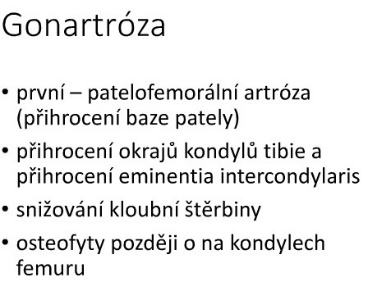 Gonartróza
• první – patelofemorální artróza
(přihrocení baze pately)
• přihrocení okrajů kondylů tibie a
přihrocení eminentia intercondylaris
• snižování kloubní štěrbiny
• osteofyty později o na kondylech
femuru